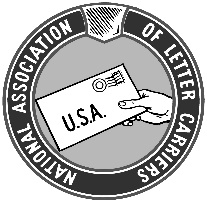 NATIONAL ASSOCIATION
OF LETTER CARRIERS
U.S.A.